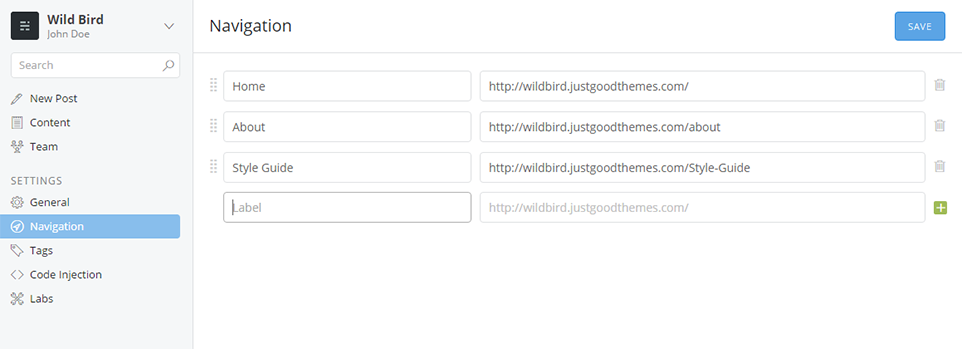 Wild Bird
John Doe
Search
New Post
Content
Team
SETTINGS
General
Navigation
Tags
Code Injection
Labs
Navigation
SAVE
Home http://wildbird.justgoodthemes.com/
About http://wildbird.justgoodthemes.com/about
Style Guide http://wildbird.justgoodthemes.com/Style-Guide
Label http://wildbird.justgoodthemes.com/